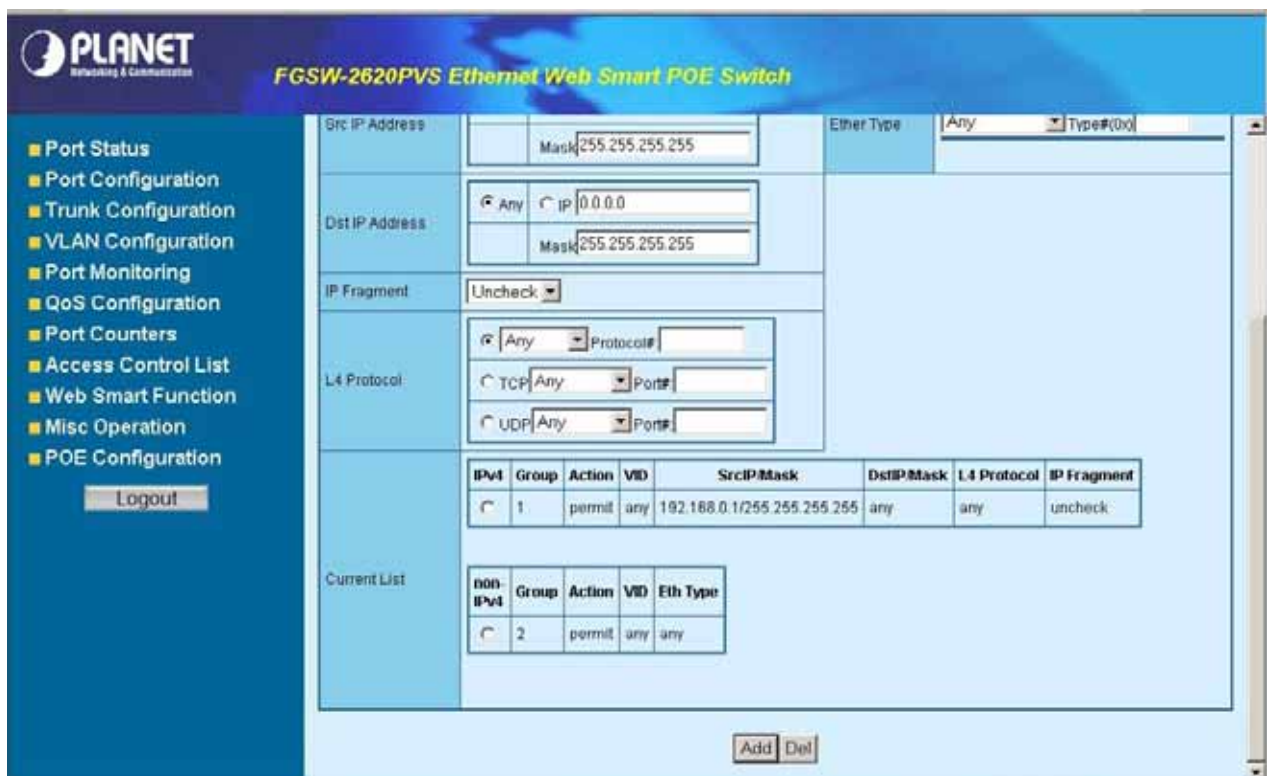 PLANET
Networking & Communication
FGSW-2620PVS Ethernet Web Smart POE Switch
Port Status
Port Configuration
Trunk Configuration
VLAN Configuration
Port Monitoring
QoS Configuration
Port Counters
Access Control List
Web Smart Function
Misc Operation
POE Configuration
Logout
Src IP Address
Mask 255.255.255.255
Ether Type Any Type#(0x)
Dst IP Address
Any IP 0.0.0.0
Mask 255.255.255.255
IP Fragment Uncheck
L4 Protocol
Any Protocol#
TCP Any Port#
UDP Any Port#
Current List
IPv4 Group Action VID SrcIP/Mask DstIP/Mask L4 Protocol IP Fragment
1 permit any 192.168.0.1/255.255.255.255 any any uncheck
non-IPv4 Group Action VID Eth Type
2 permit any any
Add Del